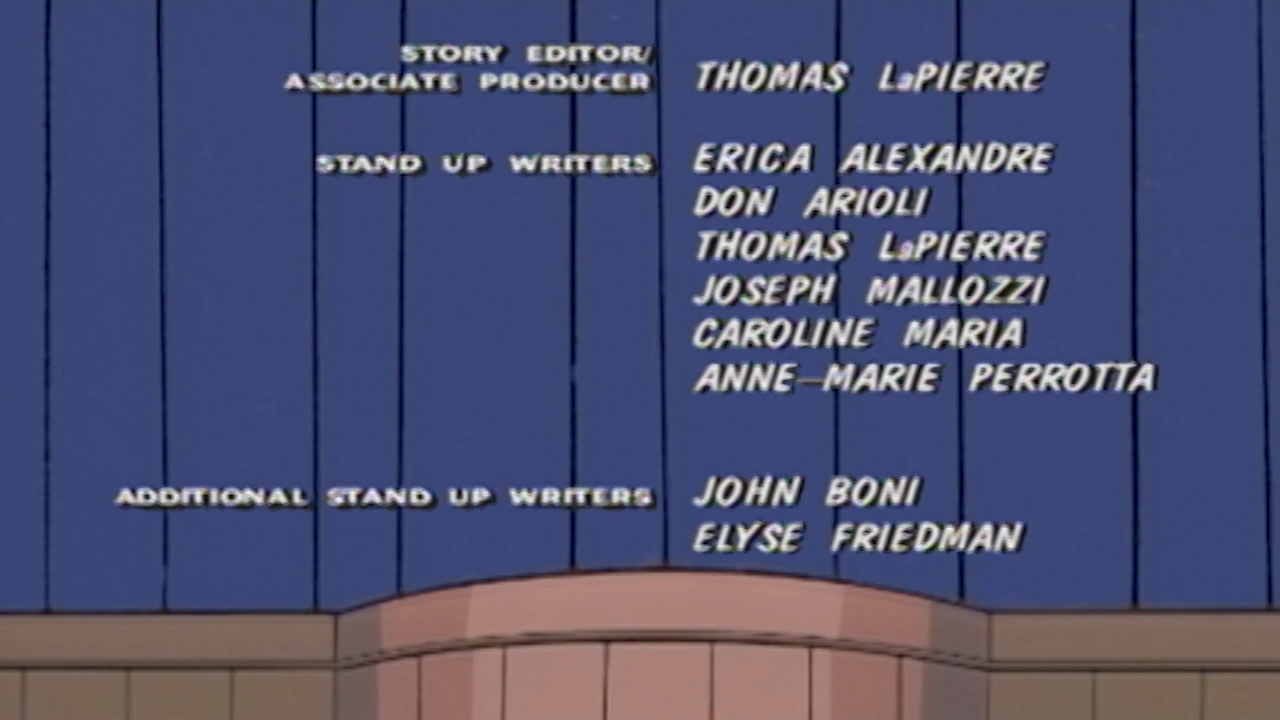 STORY EDITOR/
ASSOCIATE PRODUCER THOMAS LaPIERRE
STAND UP WRITERS ERICA ALEXANDRE
DON ARIOLI
THOMAS LaPIERRE
JOSEPH MALLOZZI
CAROLINE MARIA
ANNE-MARIE PERROTTA
ADDITIONAL STAND UP WRITERS JOHN BONI
ELYSE FRIEDMAN